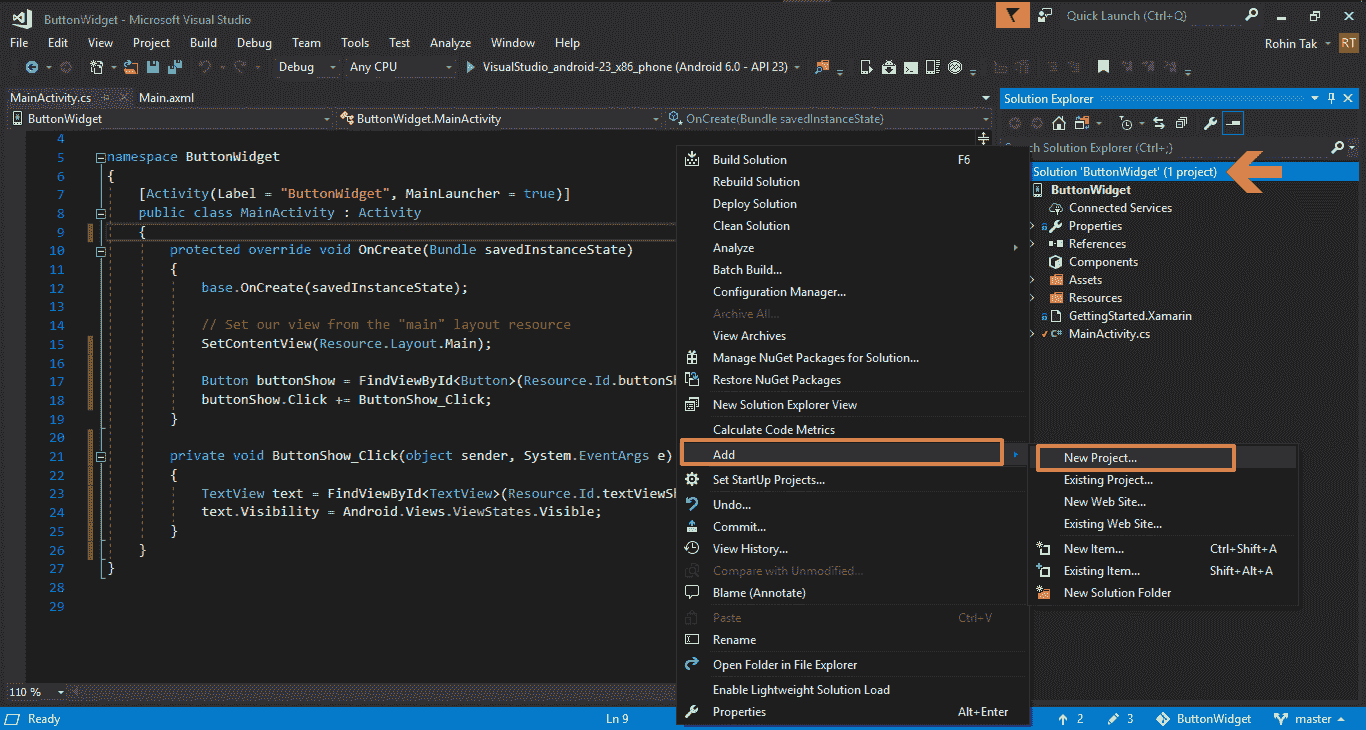 ButtonWidget - Microsoft Visual Studio
Quick Launch (Ctrl+Q)
File Edit View Project Build Debug Team Tools Test Analyze Window Help
Rohin Tak RT
Debug Any CPU VisualStudio_android-23_x86_phone (Android 6.0 - API 23)
MainActivity.cs Main.axml
ButtonWidget ButtonWidget.MainActivity OnCreate(Bundle savedInstanceState)
4
5 namespace ButtonWidget
6 {
7 [Activity(Label = "ButtonWidget", MainLauncher = true)]
8 public class MainActivity : Activity
9 {
10 protected override void OnCreate(Bundle savedInstanceState)
11 {
12 base.OnCreate(savedInstanceState);
13
14 // Set our view from the "main" layout resource
15 SetContentView(Resource.Layout.Main);
16
17 Button buttonShow = FindViewById<Button>(Resource.Id.buttonSh
18 buttonShow.Click += ButtonShow_Click;
19 }
20
21 private void ButtonShow_Click(object sender, System.EventArgs e)
22 {
23 TextView text = FindViewById<TextView>(Resource.Id.textViewSh
24 text.Visibility = Android.Views.ViewStates.Visible;
25 }
26 }
27 }
28
29
110 %
Build Solution F6
Rebuild Solution
Deploy Solution
Clean Solution
Analyze
Batch Build...
Configuration Manager...
Archive All...
View Archives
Manage NuGet Packages for Solution...
Restore NuGet Packages
New Solution Explorer View
Calculate Code Metrics
Add
Set StartUp Projects...
Undo...
Commit...
View History...
Compare with Unmodified...
Blame (Annotate)
Paste Ctrl+V
Rename
Open Folder in File Explorer
Enable Lightweight Solution Load
Properties Alt+Enter
New Project...
Existing Project...
New Web Site...
Existing Web Site...
New Item... Ctrl+Shift+A
Existing Item... Shift+Alt+A
New Solution Folder
Solution Explorer
ch Solution Explorer (Ctrl+;)
Solution 'ButtonWidget' (1 project)
ButtonWidget
Connected Services
Properties
References
Components
Assets
Resources
GettingStarted.Xamarin
C# MainActivity.cs
Ready Ln 9 2 3 ButtonWidget master